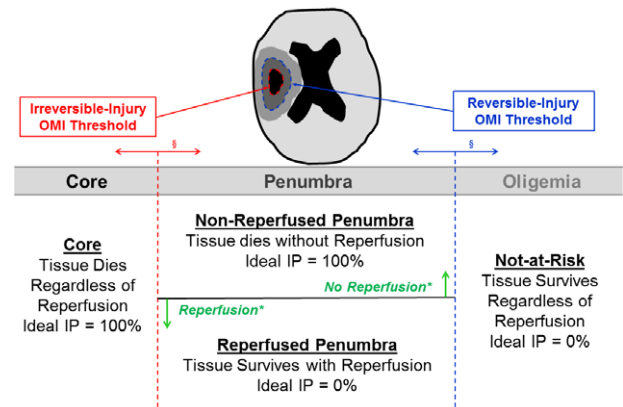 Irreversible-Injury
OMI Threshold
Reversible-Injury
OMI Threshold
§
§
Core
Penumbra
Oligemia
Core
Tissue Dies
Regardless of
Reperfusion
Ideal IP = 100%
Non-Reperfused Penumbra
Tissue dies without Reperfusion
Ideal IP = 100%
No Reperfusion*
Reperfusion*
Reperfused Penumbra
Tissue Survives with Reperfusion
Ideal IP = 0%
Not-at-Risk
Tissue Survives
Regardless of
Reperfusion
Ideal IP = 0%